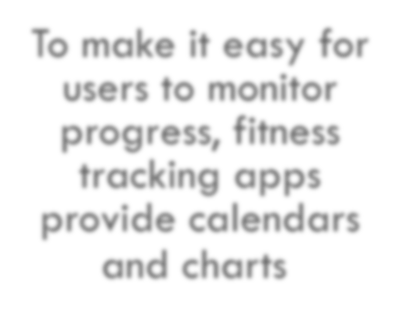 To make it easy for
users to monitor
progress, fitness
tracking apps
provide calendars
and charts